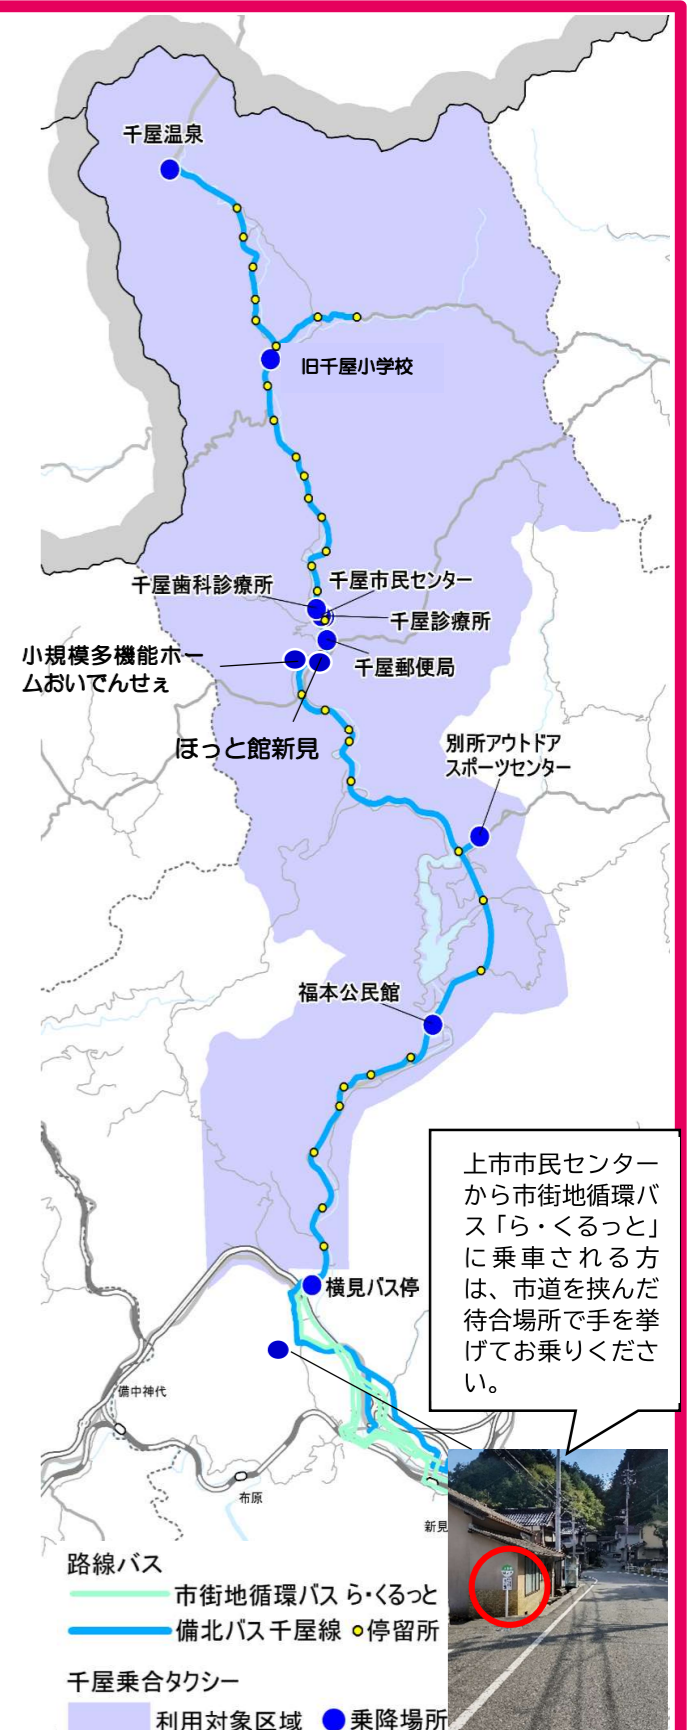 千屋温泉
旧千屋小学校
千屋歯科診療所
千屋市民センター
千屋診療所
小規模多機能ホー
ムおいでんせぇ
千屋郵便局
ほっと館新見
別所アウトドア
スポーツセンター
福本公民館
上市市民センター
から市街地循環バ
ス「ら・くるっと」
に乗車される方
は、市道を挟んだ
待合場所で手を挙
げてお乗りくださ
い。
横見バス停
備中神代
布原
新見
路線バス
市街地循環バス ら・くるっと
備北バス千屋線 停留所
千屋乗合タクシー
利用対象区域 乗降場所